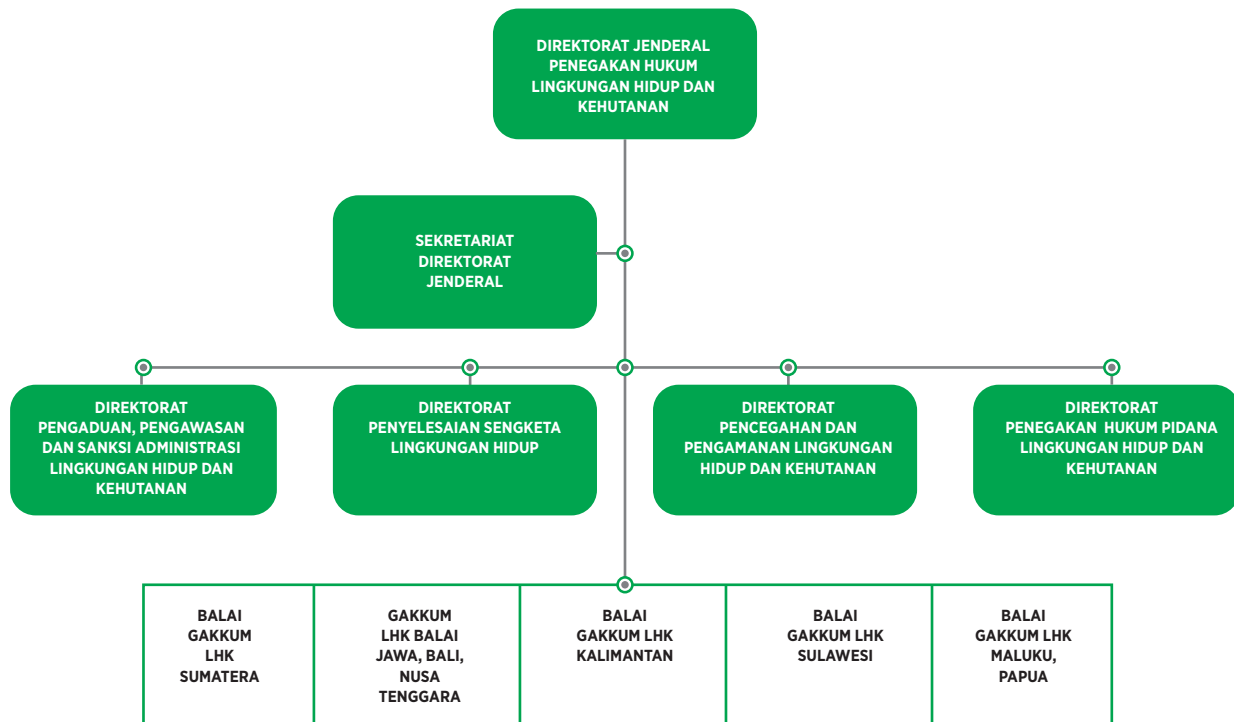 DIREKTORAT JENDERAL
PENEGAKAN HUKUM
LINGKUNGAN HIDUP DAN
KEHUTANAN
SEKRETARIAT
DIREKTORAT
JENDERAL
DIREKTORAT
PENGADUAN, PENGAWASAN
DAN SANKSI ADMINISTRASI
LINGKUNGAN HIDUP DAN
KEHUTANAN
DIREKTORAT
PENYELESAIAN SENGKETA
LINGKUNGAN HIDUP
DIREKTORAT
PENCEGAHAN DAN
PENGAMANAN LINGKUNGAN
HIDUP DAN KEHUTANAN
DIREKTORAT
PENEGAKAN HUKUM PIDANA
LINGKUNGAN HIDUP DAN
KEHUTANAN
BALAI
GAKKUM
LHK
SUMATERA
GAKKUM
LHK BALAI
JAWA, BALI,
NUSA
TENGGARA
BALAI
GAKKUM LHK
KALIMANTAN
BALAI
GAKKUM LHK
SULAWESI
BALAI
GAKKUM LHK
MALUKU,
PAPUA